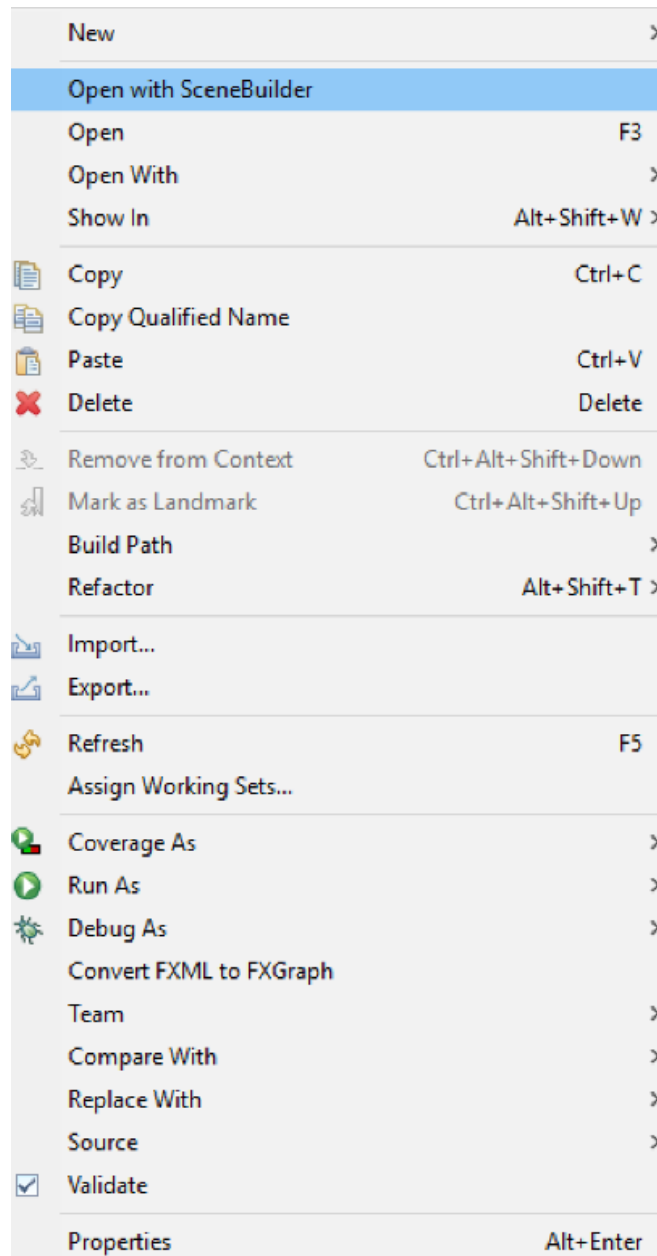 New
Open with SceneBuilder
Open F3
Open With
Show In Alt+Shift+W
Copy Ctrl+C
Copy Qualified Name
Paste Ctrl+V
Delete Delete
Remove from Context Ctrl+Alt+Shift+Down
Mark as Landmark Ctrl+Alt+Shift+Up
Build Path
Refactor Alt+Shift+T
Import...
Export...
Refresh F5
Assign Working Sets...
Coverage As
Run As
Debug As
Convert FXML to FXGraph
Team
Compare With
Replace With
Source
Validate
Properties Alt+Enter